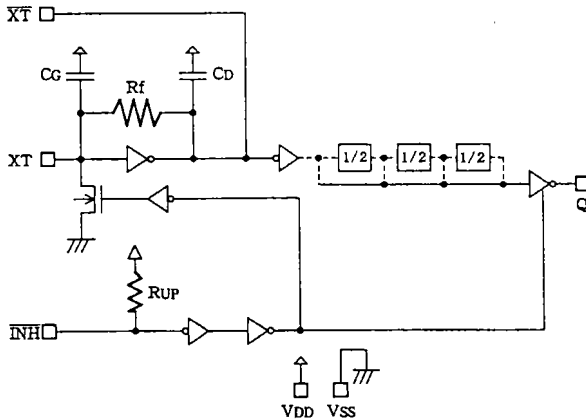 XT
CG
Rf
CD
XT
1/2
1/2
1/2
Q
RUP
INH
VDD
VSS